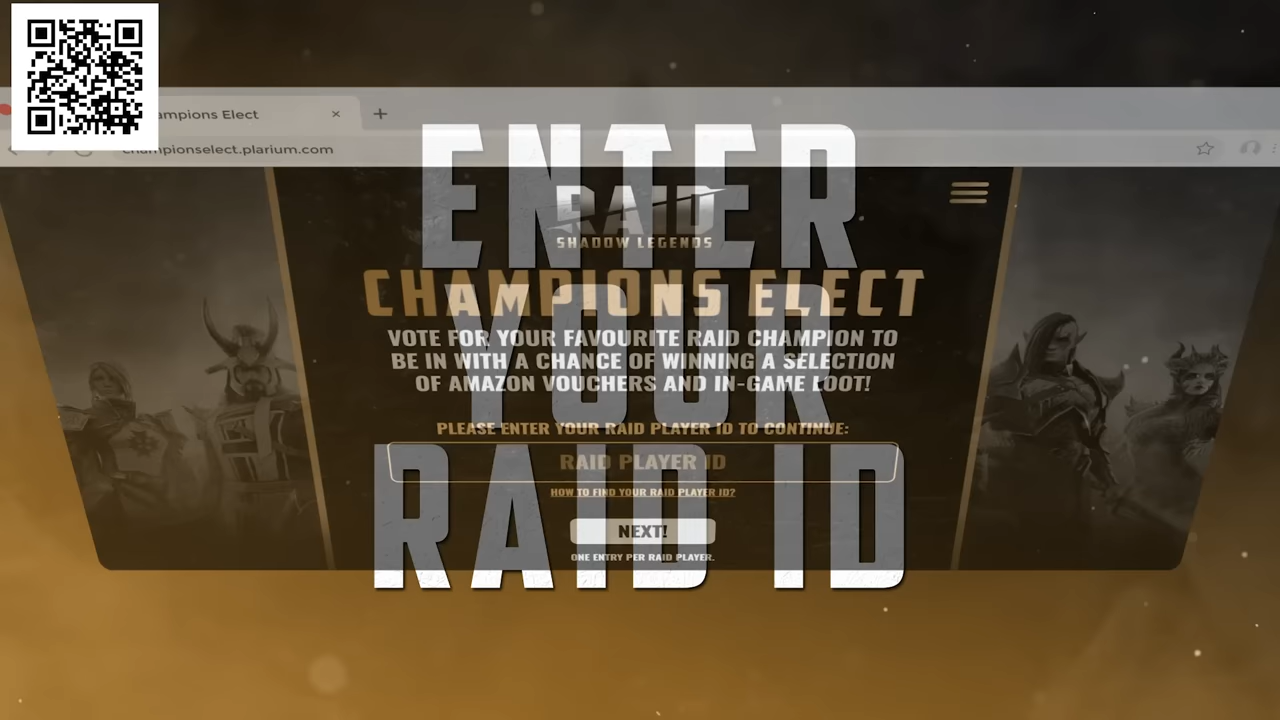 ampions Elect
championselect.plarium.com
ENTER
YOUR
RAID ID
RAID
SHADOW LEGENDS
CHAMPIONS ELECT
VOTE FOR YOUR FAVOURITE RAID CHAMPION TO
BE IN WITH A CHANCE OF WINNING A SELECTION
OF AMAZON VOUCHERS AND IN-GAME LOOT!
PLEASE ENTER YOUR RAID PLAYER ID TO CONTINUE:
RAID PLAYER ID
HOW TO FIND YOUR RAID PLAYER ID?
NEXT!
ONE ENTRY PER RAID PLAYER.